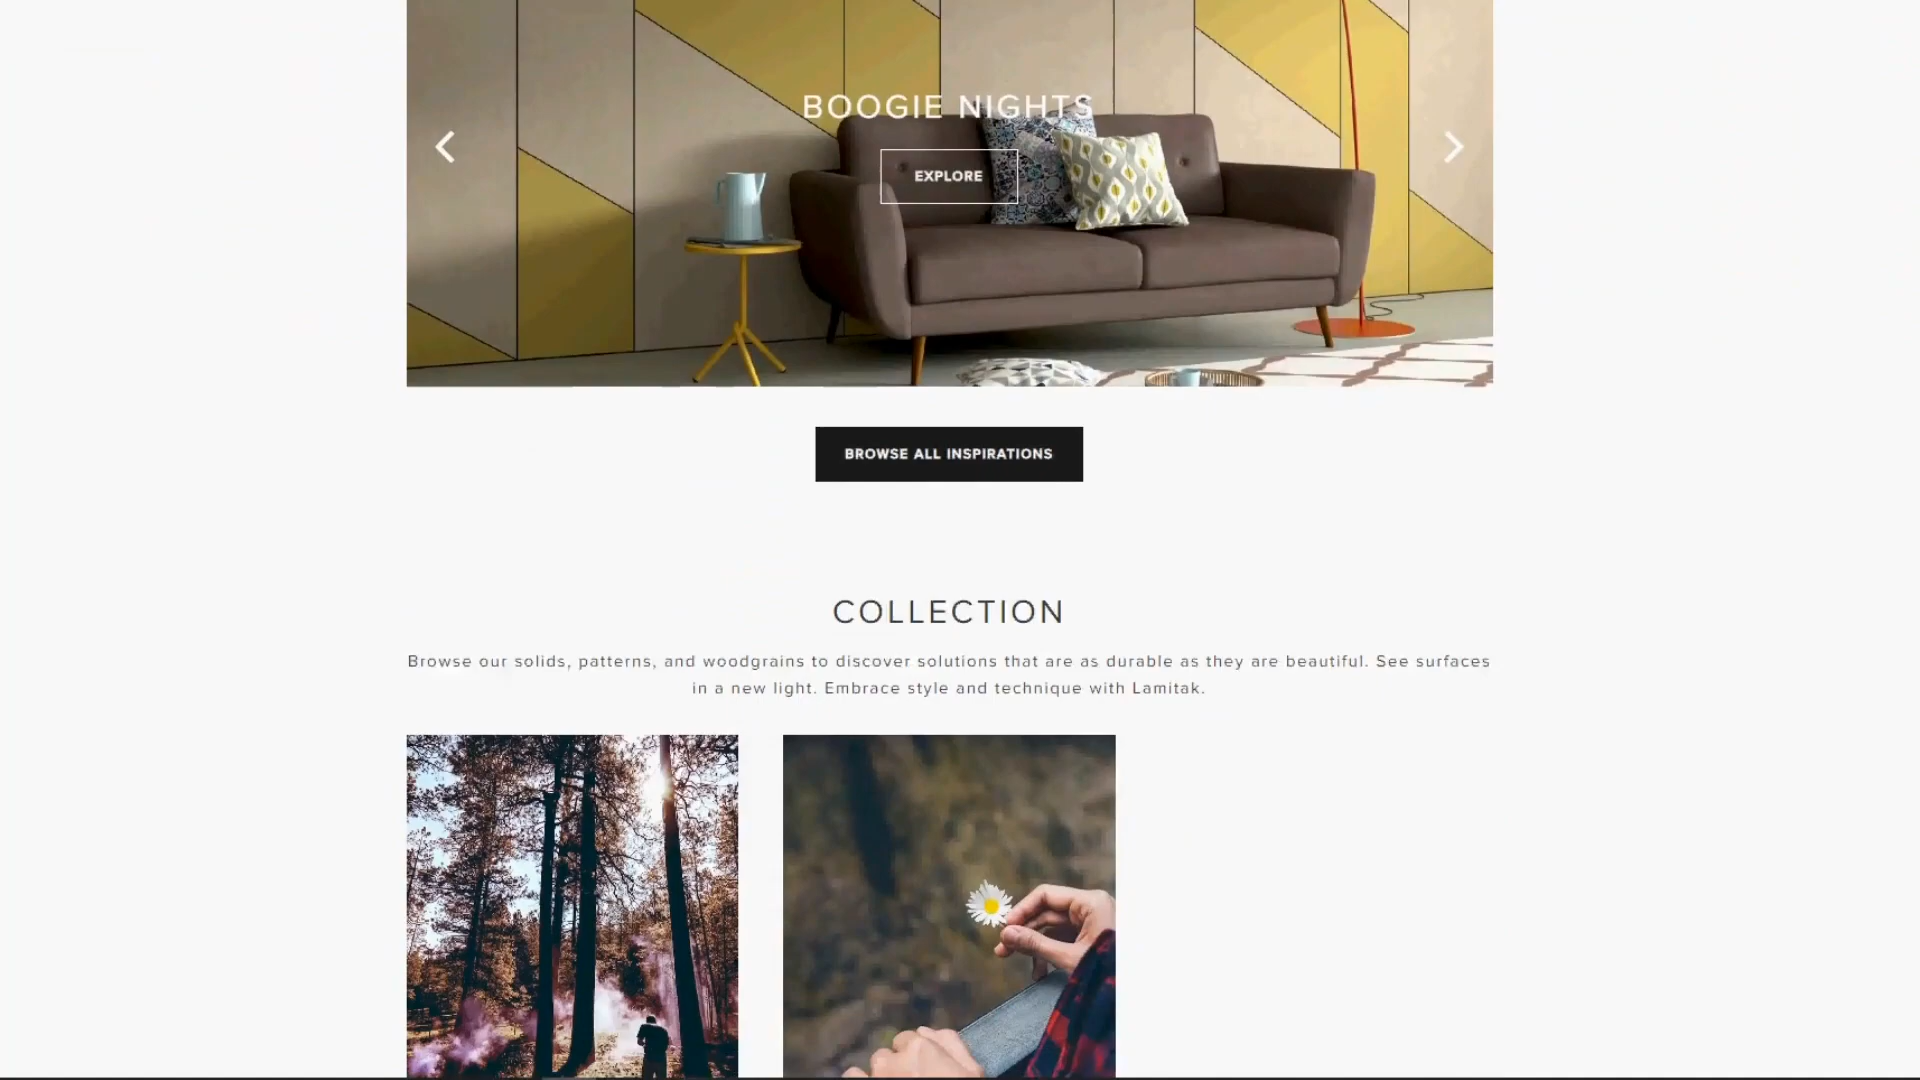 BOOGIE NIGHTS
EXPLORE
BROWSE ALL INSPIRATIONS
COLLECTION
Browse our solids, patterns, and woodgrains to discover solutions that are as durable as they are beautiful. See surfaces
in a new light. Embrace style and technique with Lamitak.